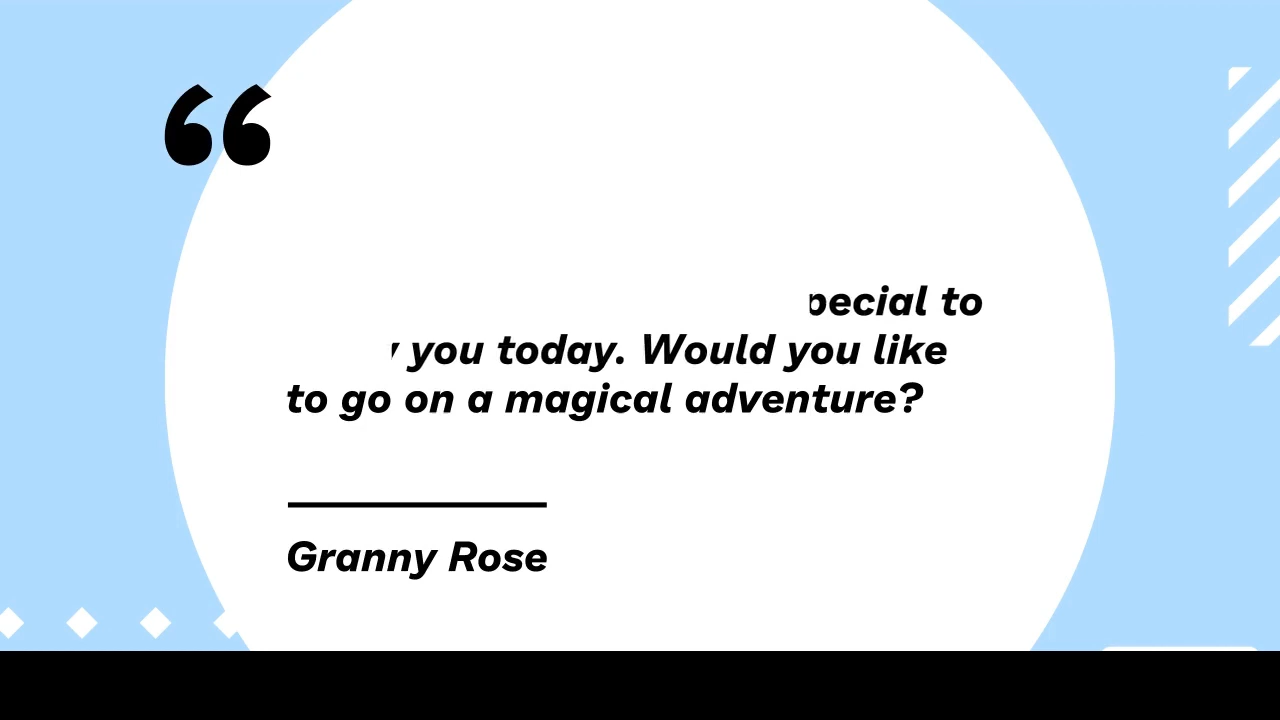 “
pecial to
you today. Would you like
to go on a magical adventure?
Granny Rose